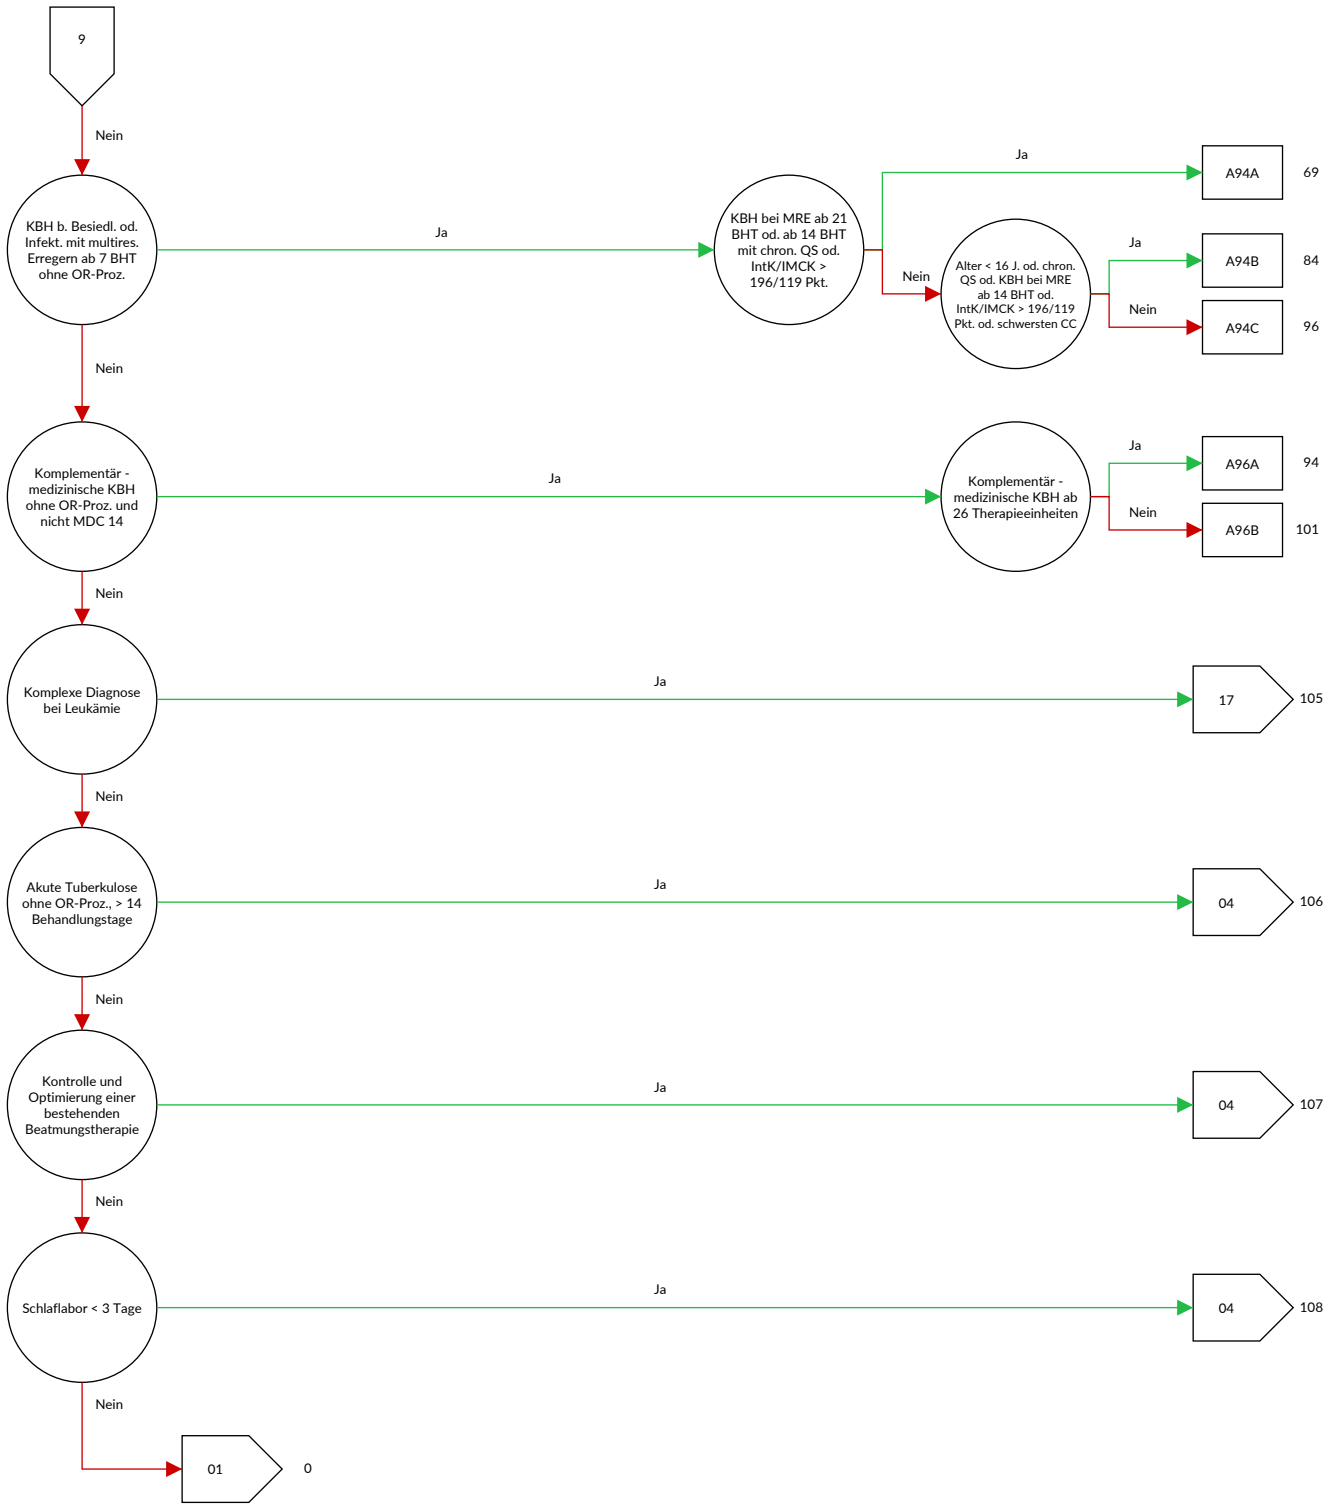 9
Nein
KBH b. Besiedl. od.
Infekt. mit multires.
Erregern ab 7 BHT
ohne OR-Proz.
Ja
KBH bei MRE ab 21
BHT od. ab 14 BHT
mit chron. QS od.
IntK/IMCK >
196/119 Pkt.
Ja
A94A
69
Nein
Alter < 16 J. od. chron.
QS od. KBH bei MRE
ab 14 BHT od.
IntK/IMCK > 196/119
Pkt. od. schwersten CC
Ja
A94B
84
Nein
A94C
96
Nein
Komplementär -
medizinische KBH
ohne OR-Proz. und
nicht MDC 14
Ja
Komplementär -
medizinische KBH ab
26 Therapieeinheiten
Ja
A96A
94
Nein
A96B
101
Nein
Komplexe Diagnose
bei Leukämie
Ja
17
105
Nein
Akute Tuberkulose
ohne OR-Proz., > 14
Behandlungstage
Ja
04
106
Nein
Kontrolle und
Optimierung einer
bestehenden
Beatmungstherapie
Ja
04
107
Nein
Schlaflabor < 3 Tage
Ja
04
108
Nein
01
0